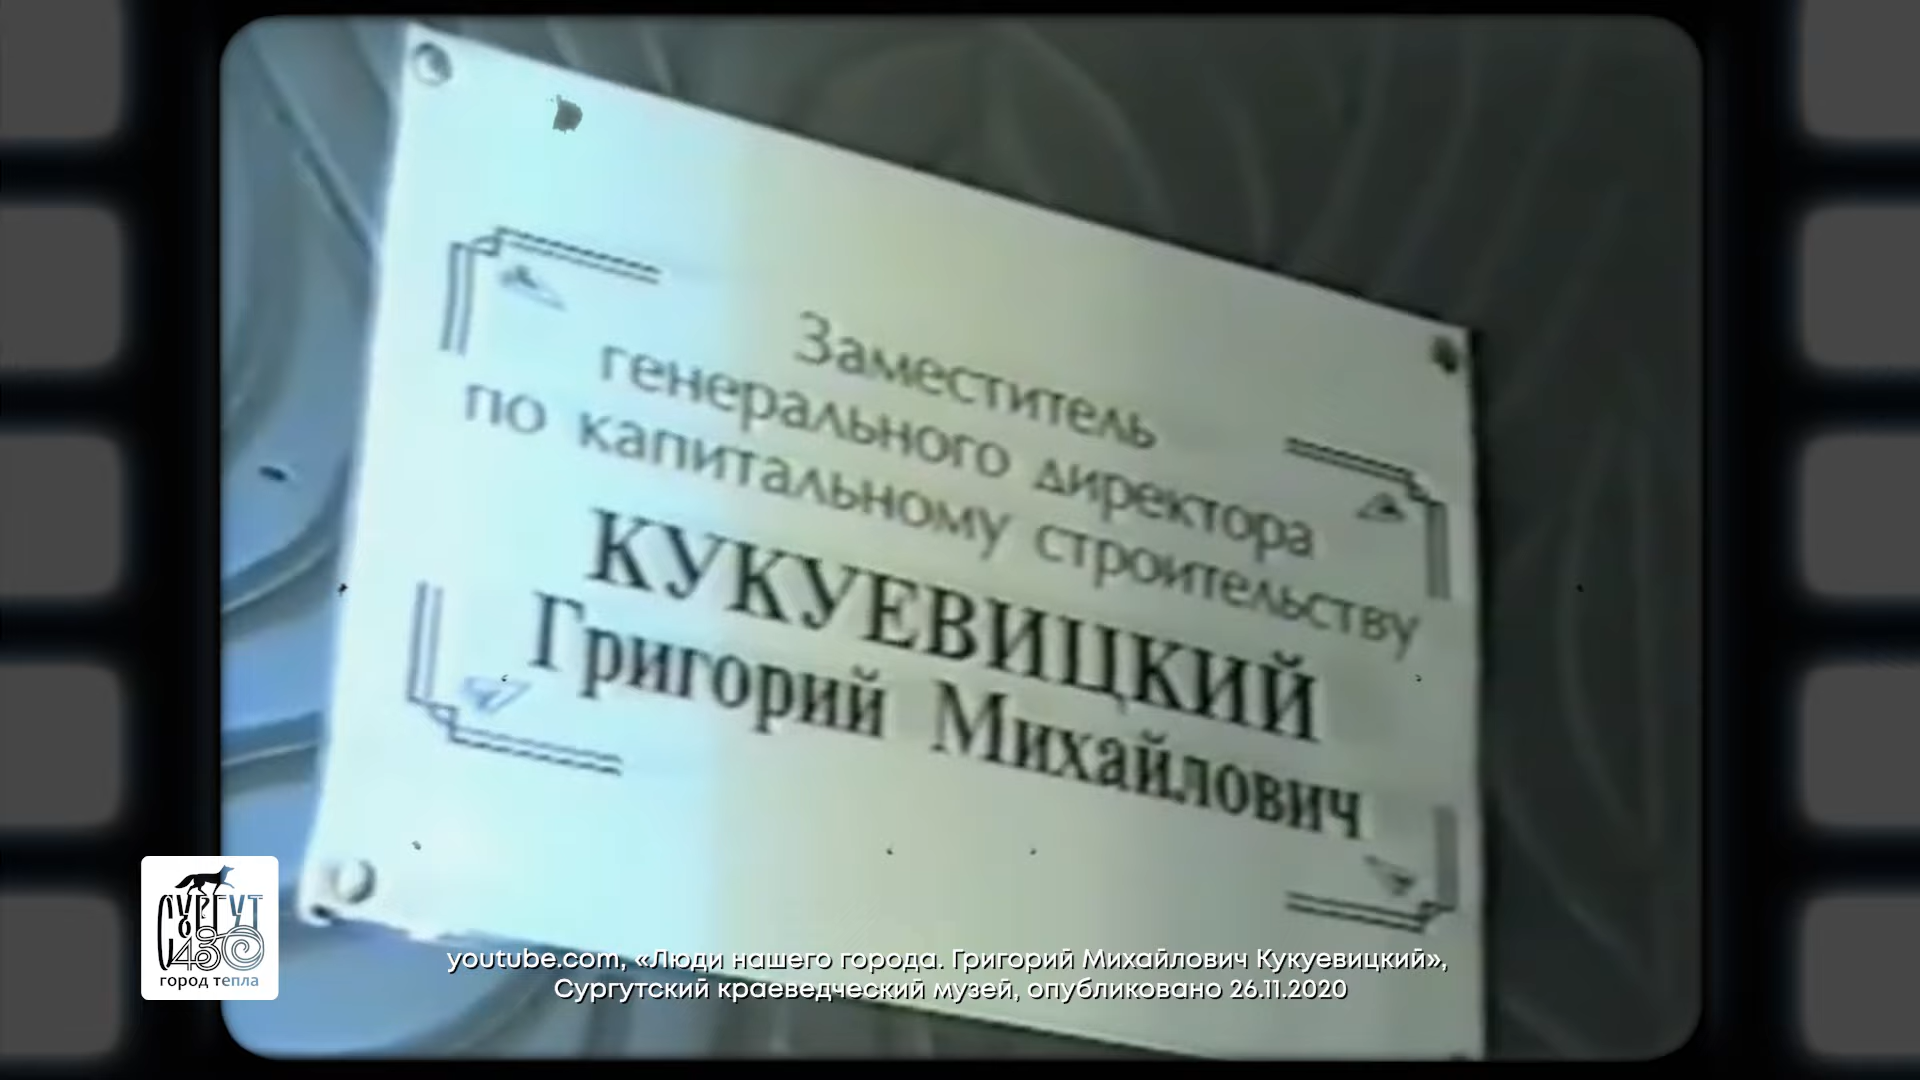 Заместитель
генерального директора
по капитальному строительству
КУКУЕВИЦКИЙ
Григорий Михайлович
СУРГУТ
430
город тепла
youtube.com, «Люди нашего города. Григорий Михайлович Кукуевицкий»,
Сургутский краеведческий музей, опубликовано 26.11.2020